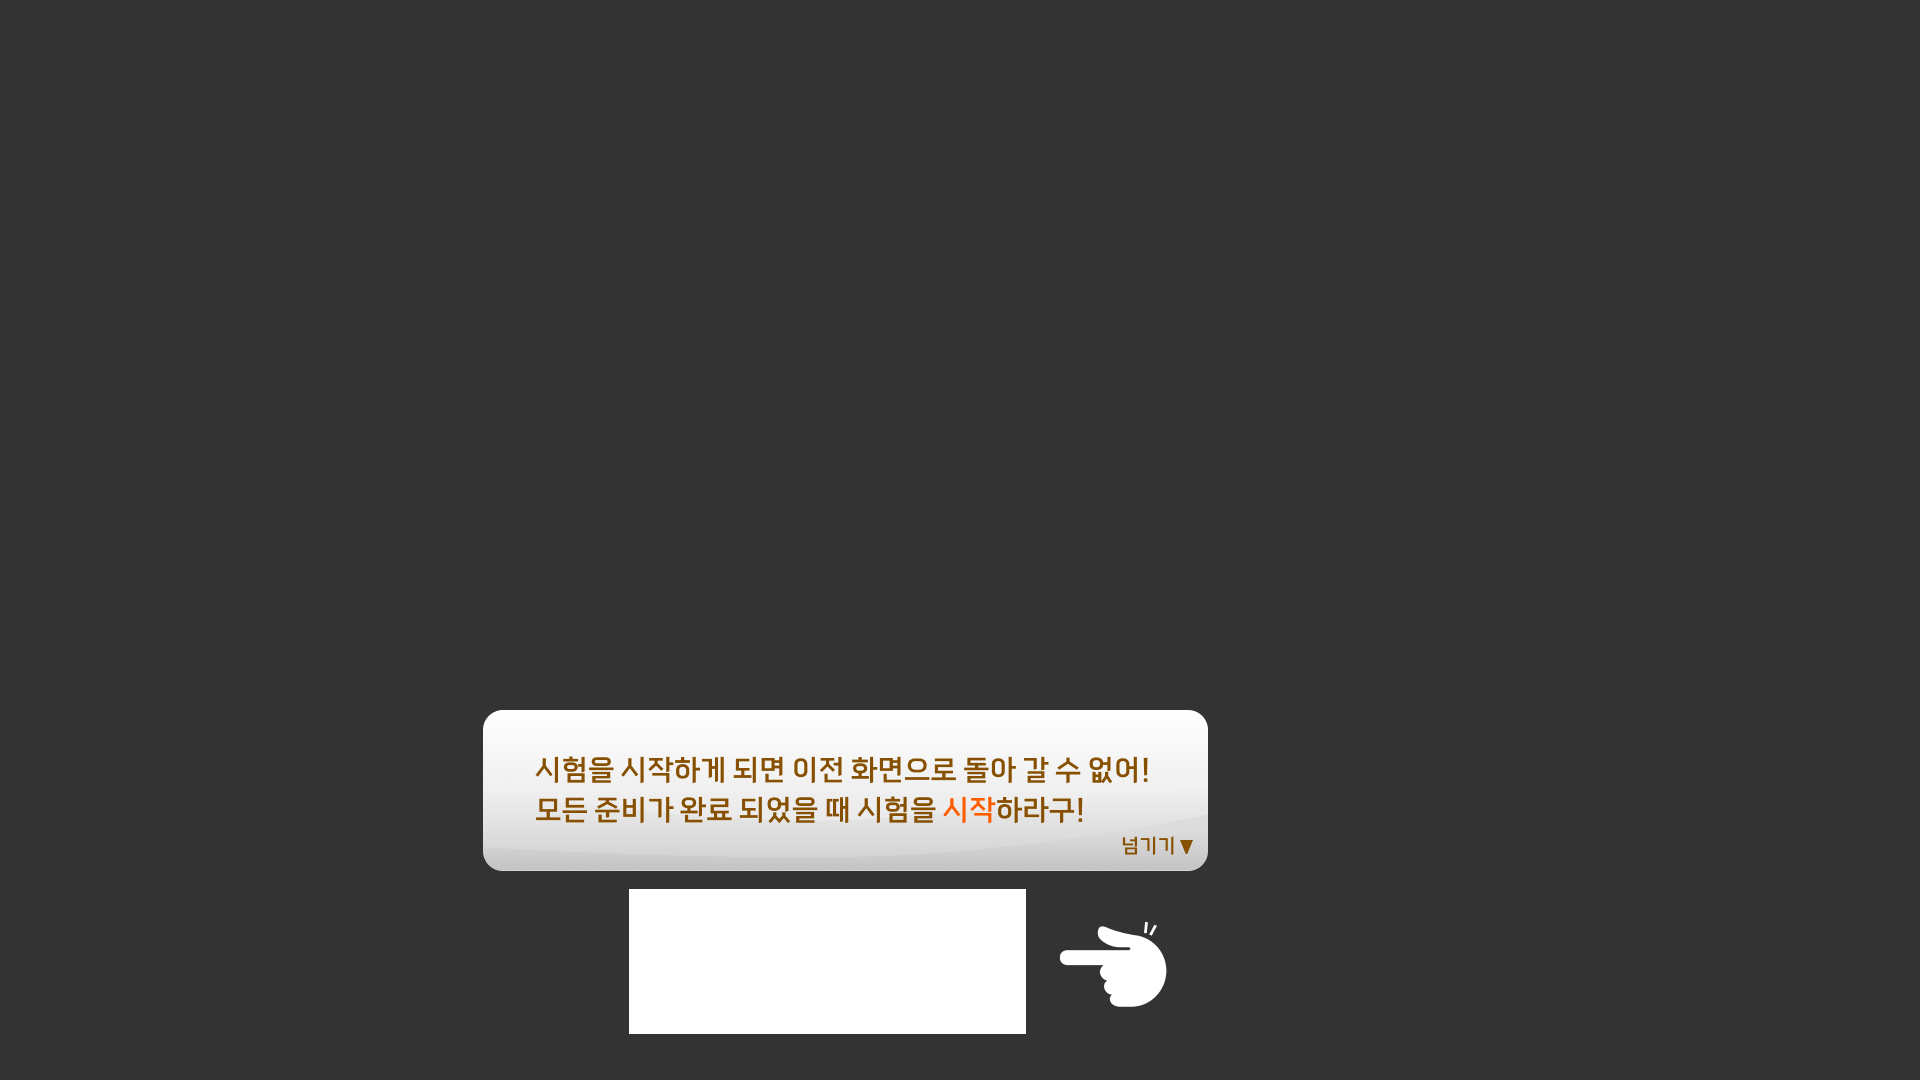 시험을 시작하게 되면 이전 화면으로 돌아 갈 수 없어!
모든 준비가 완료 되었을 때 시험을 시작하라구!
넘기기▼